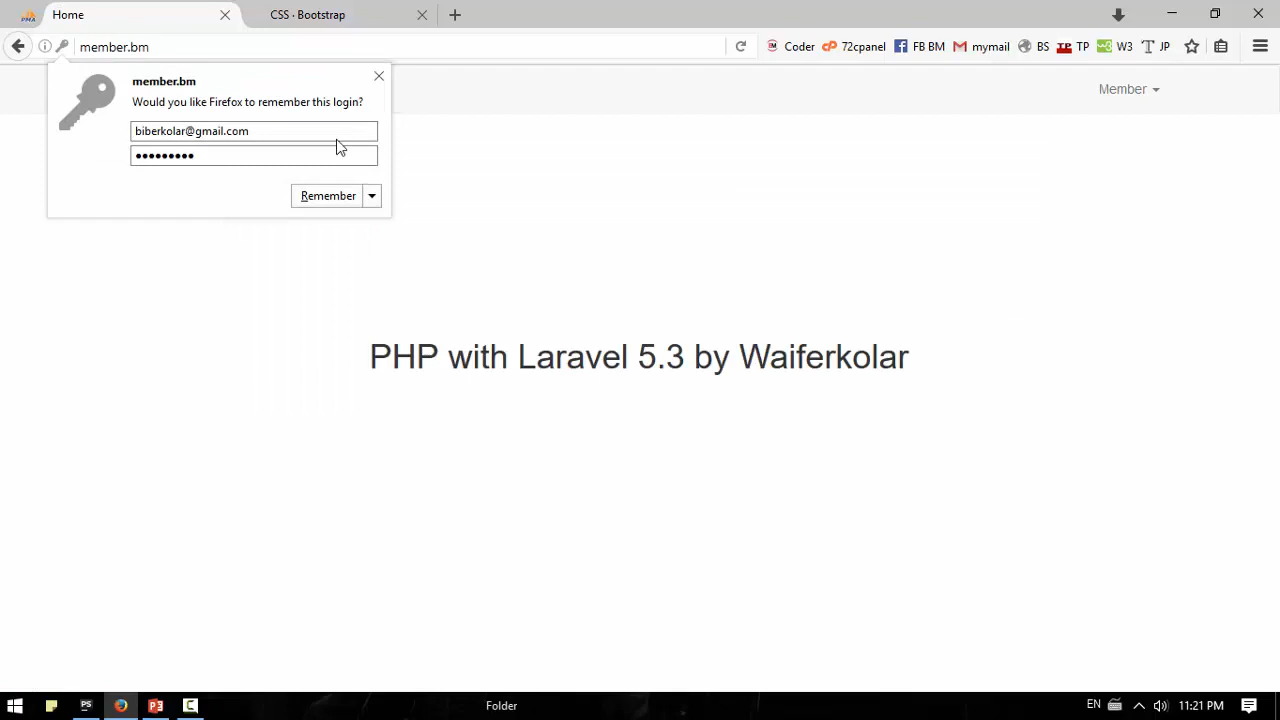 Home
CSS · Bootstrap
member.bm
Coder
72cpanel
FB BM
mymail
BS
TP
W3
JP
member.bm
Would you like Firefox to remember this login?
biberkolar@gmail.com
Remember
Member
PHP with Laravel 5.3 by Waiferkolar
Folder
EN
11:21 PM